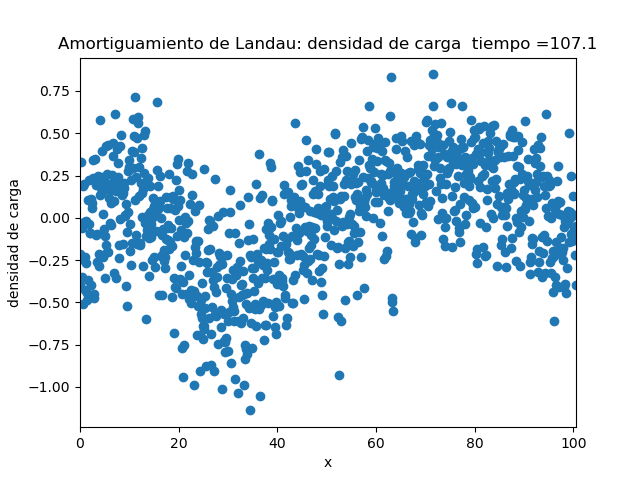 Amortiguamiento de Landau: densidad de carga  tiempo =107.1
0.75
0.50
0.25
0.00
−0.25
−0.50
−0.75
−1.00
densidad de carga
0 20 40 60 80 100
x